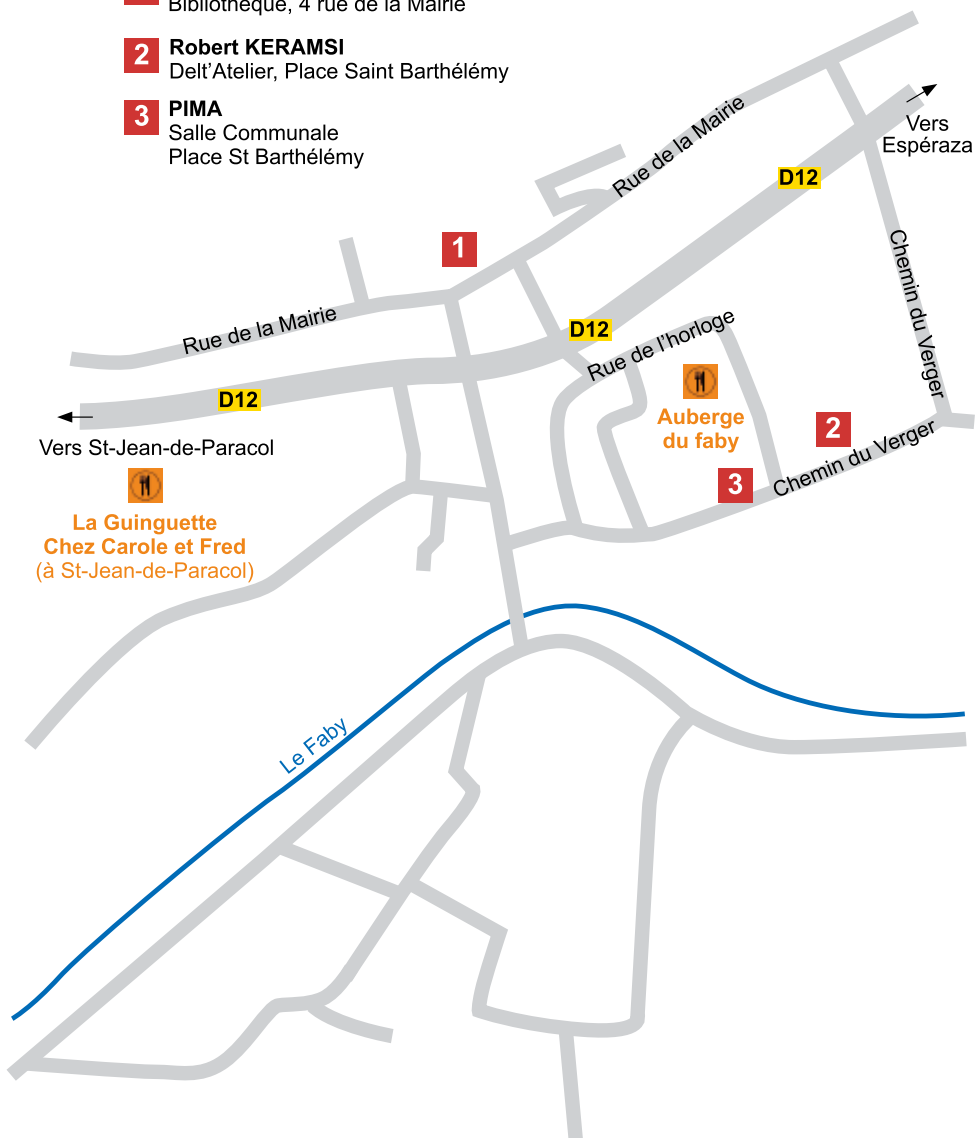 Bibliothèque, 4 rue de la Mairie
2 Robert KERAMSI
Delt’Atelier, Place Saint Barthélémy
3 PIMA
Salle Communale
Place St Barthélémy
Rue de la Mairie
Vers
Espéraza
D12
1
Chemin du Verger
Rue de la Mairie
D12
Rue de l’horloge
D12
Auberge
du faby
2
Chemin du Verger
3
Vers St-Jean-de-Paracol
La Guinguette
Chez Carole et Fred
(à St-Jean-de-Paracol)
Le Faby